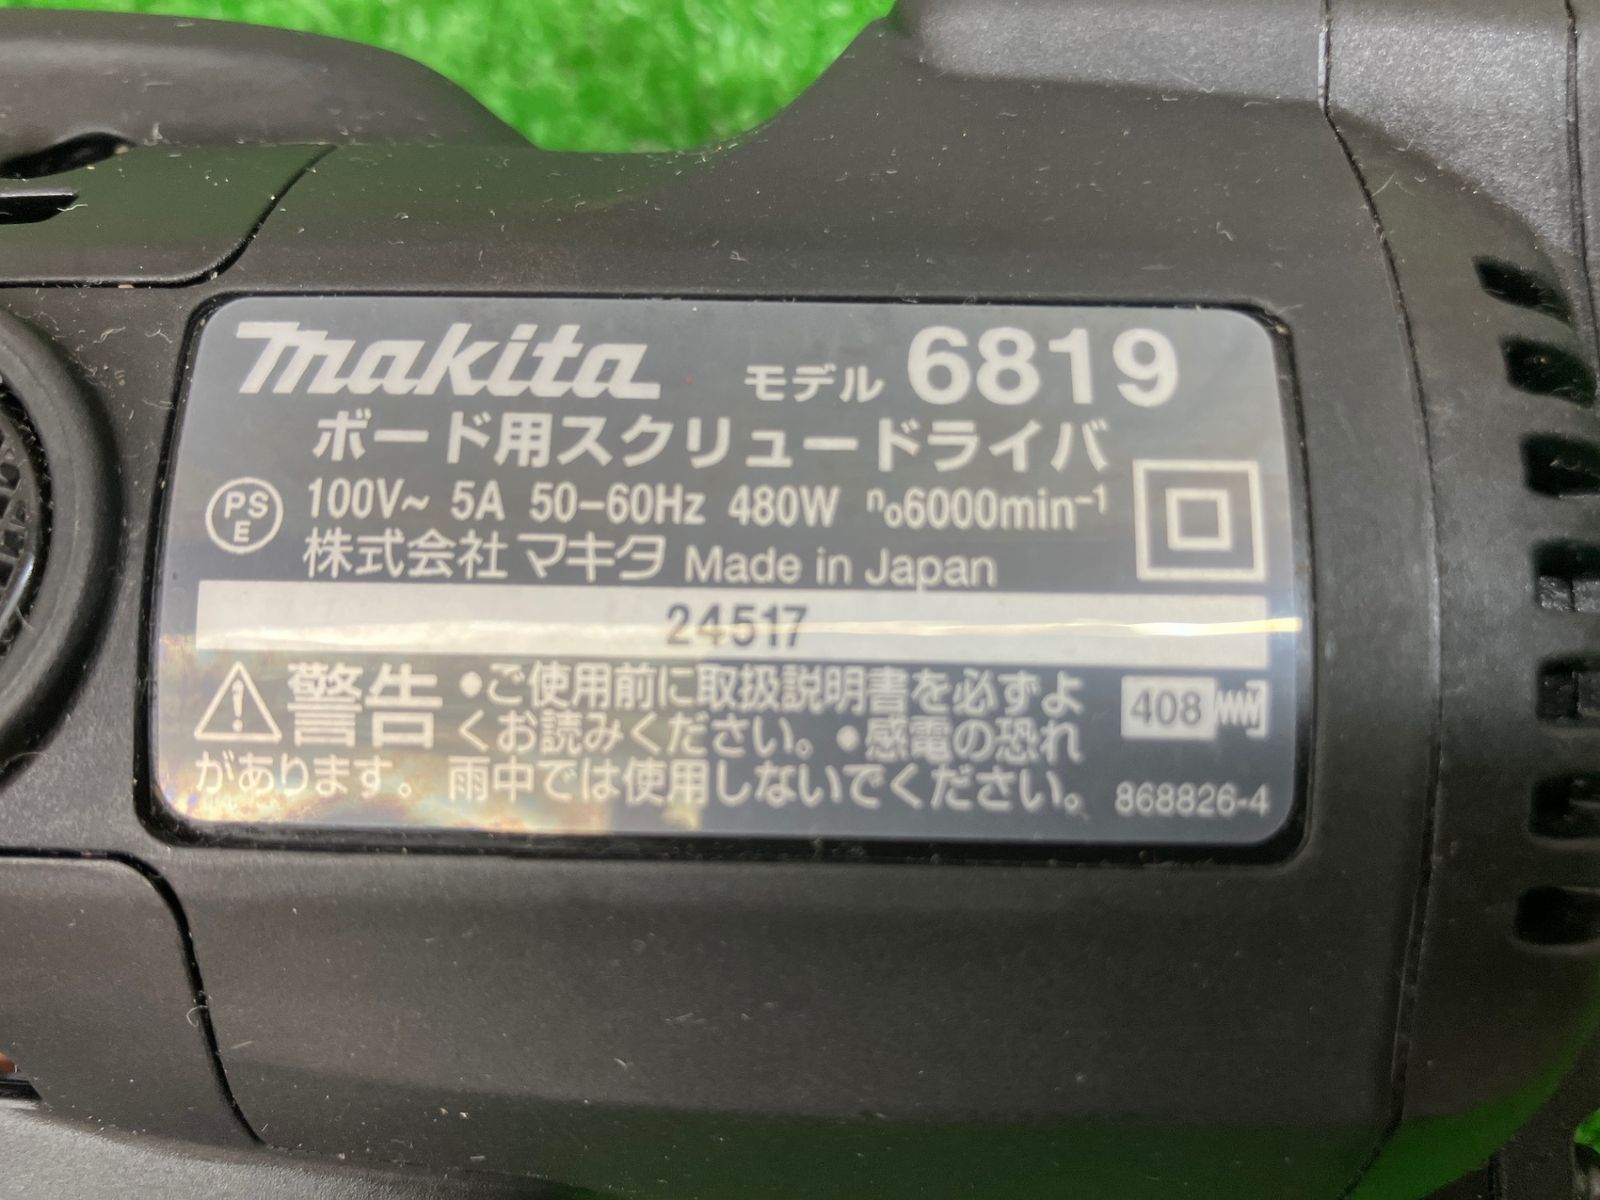 makita モデル 6819
ボード用スクリュードライバ
PS E 100V~ 5A 50-60Hz 480W n₀6000min⁻¹
株式会社 マキタ Made in Japan
24517
警告 •ご使用前に取扱説明書を必ずよ
くお読みください。•感電の恐れ
があります。雨中では使用しないでください。
408
868826-4